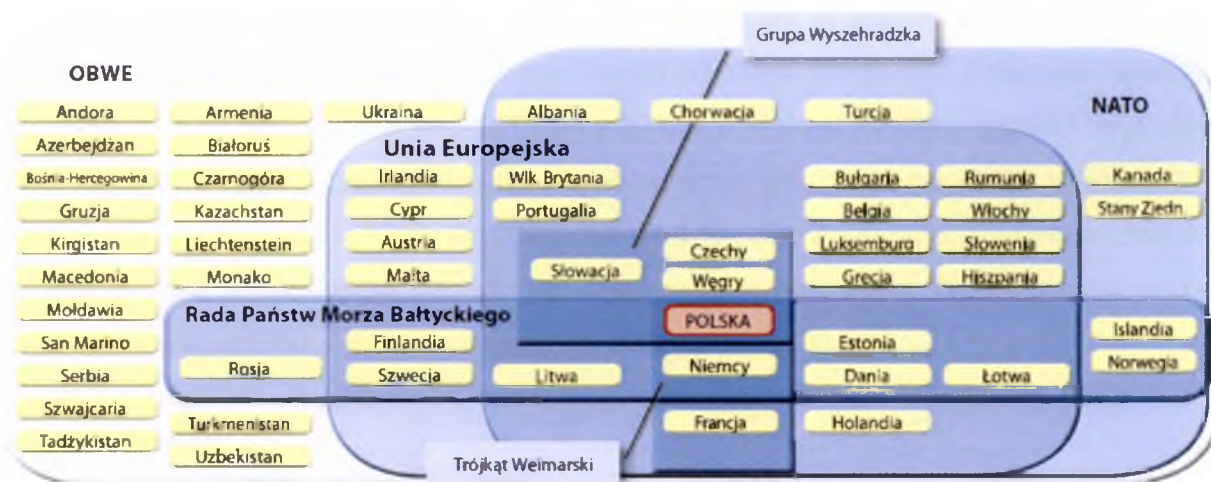 Grupa Wyszehradzka
OBWE
NATO
Andora Armenia Ukraina Albania Chorwacja Turcja
Azerbejdżan Białoruś
Unia Europejska
Bośnia-Hercegowina Czarnogóra Irlandia Wlk. Brytania Bułgaria Rumunia Kanada
Gruzja Kazachstan Cypr Portugalia Belgia Włochy Stany Zjedn.
Kirgistan Liechtenstein Austria Czechy Luksemburg Słowenia
Macedonia Monako Malta Słowacja Węgry Grecja Hiszpania
Mołdawia
Rada Państw Morza Bałtyckiego
POLSKA
San Marino Finlandia Estonia Islandia
Serbia Rosja Szwecja Litwa Niemcy Dania Łotwa Norwegia
Szwajcaria Turkmenistan Francja Holandia
Tadżykistan Uzbekistan
Trójkąt Weimarski